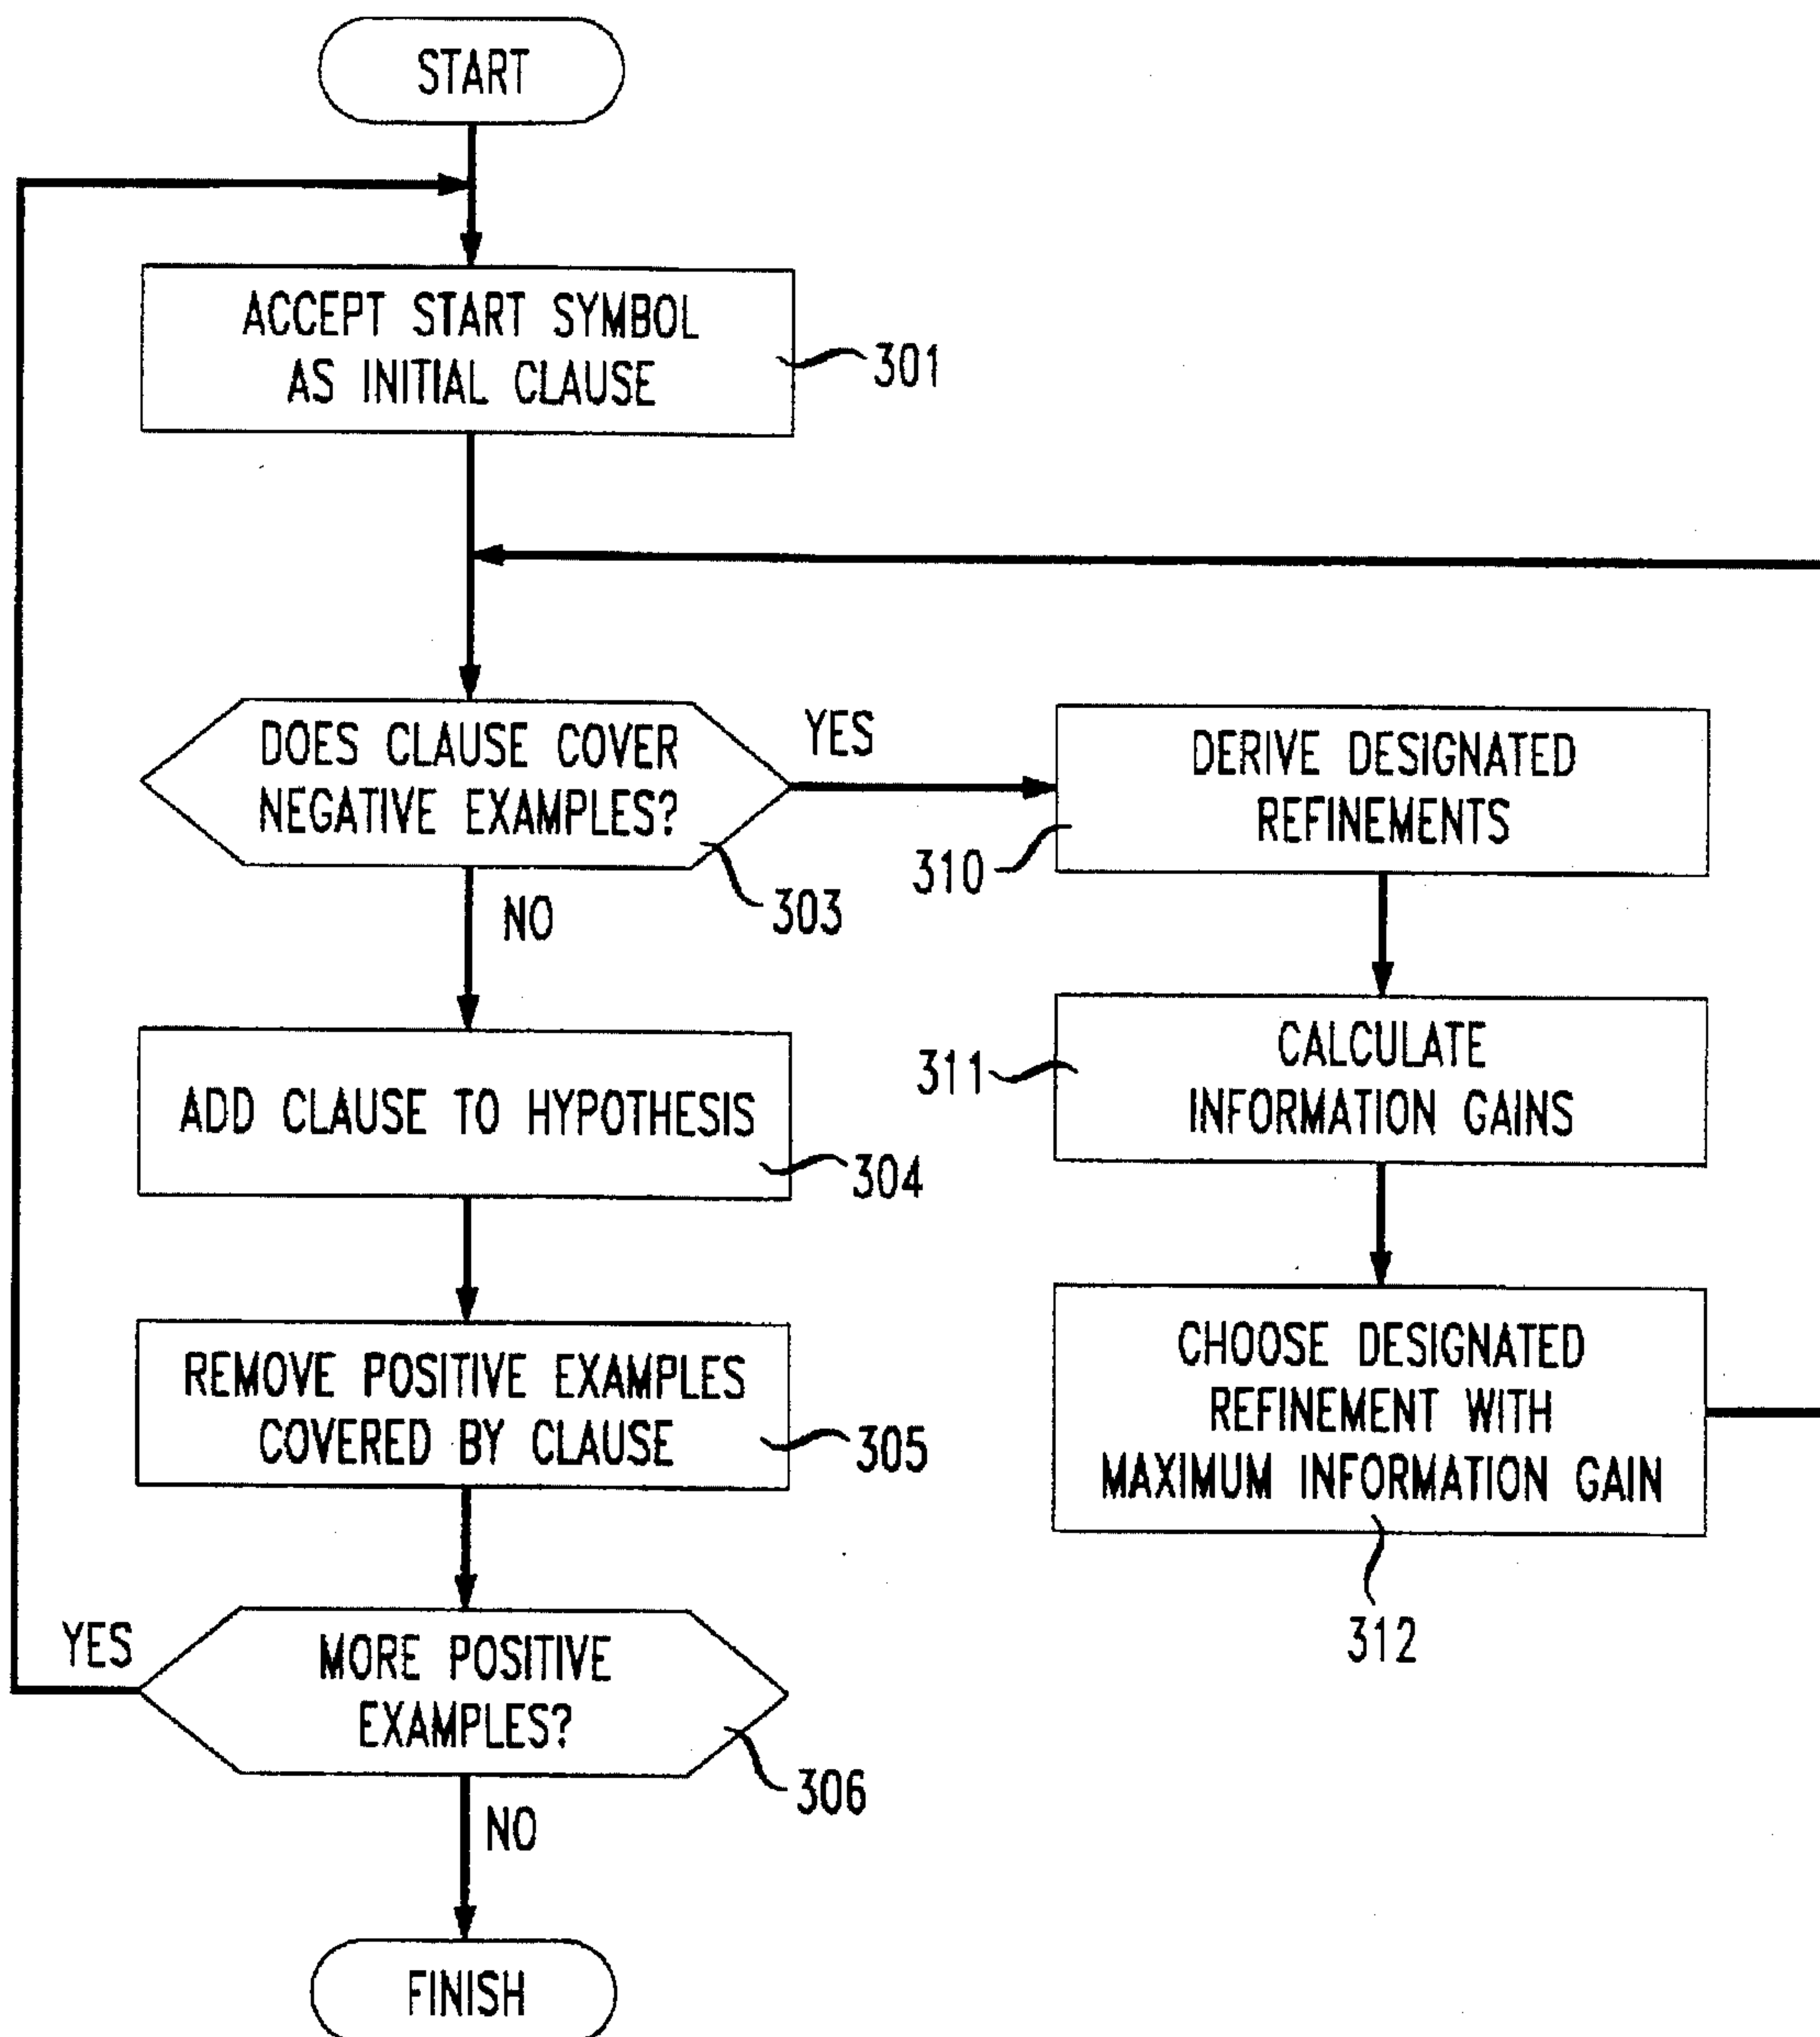 START
ACCEPT START SYMBOL
AS INITIAL CLAUSE
301
DOES CLAUSE COVER
NEGATIVE EXAMPLES?
303
YES
NO
DERIVE DESIGNATED
REFINEMENTS
310
CALCULATE
INFORMATION GAINS
311
CHOOSE DESIGNATED
REFINEMENT WITH
MAXIMUM INFORMATION GAIN
312
ADD CLAUSE TO HYPOTHESIS
304
REMOVE POSITIVE EXAMPLES
COVERED BY CLAUSE
305
MORE POSITIVE
EXAMPLES?
306
YES
NO
FINISH